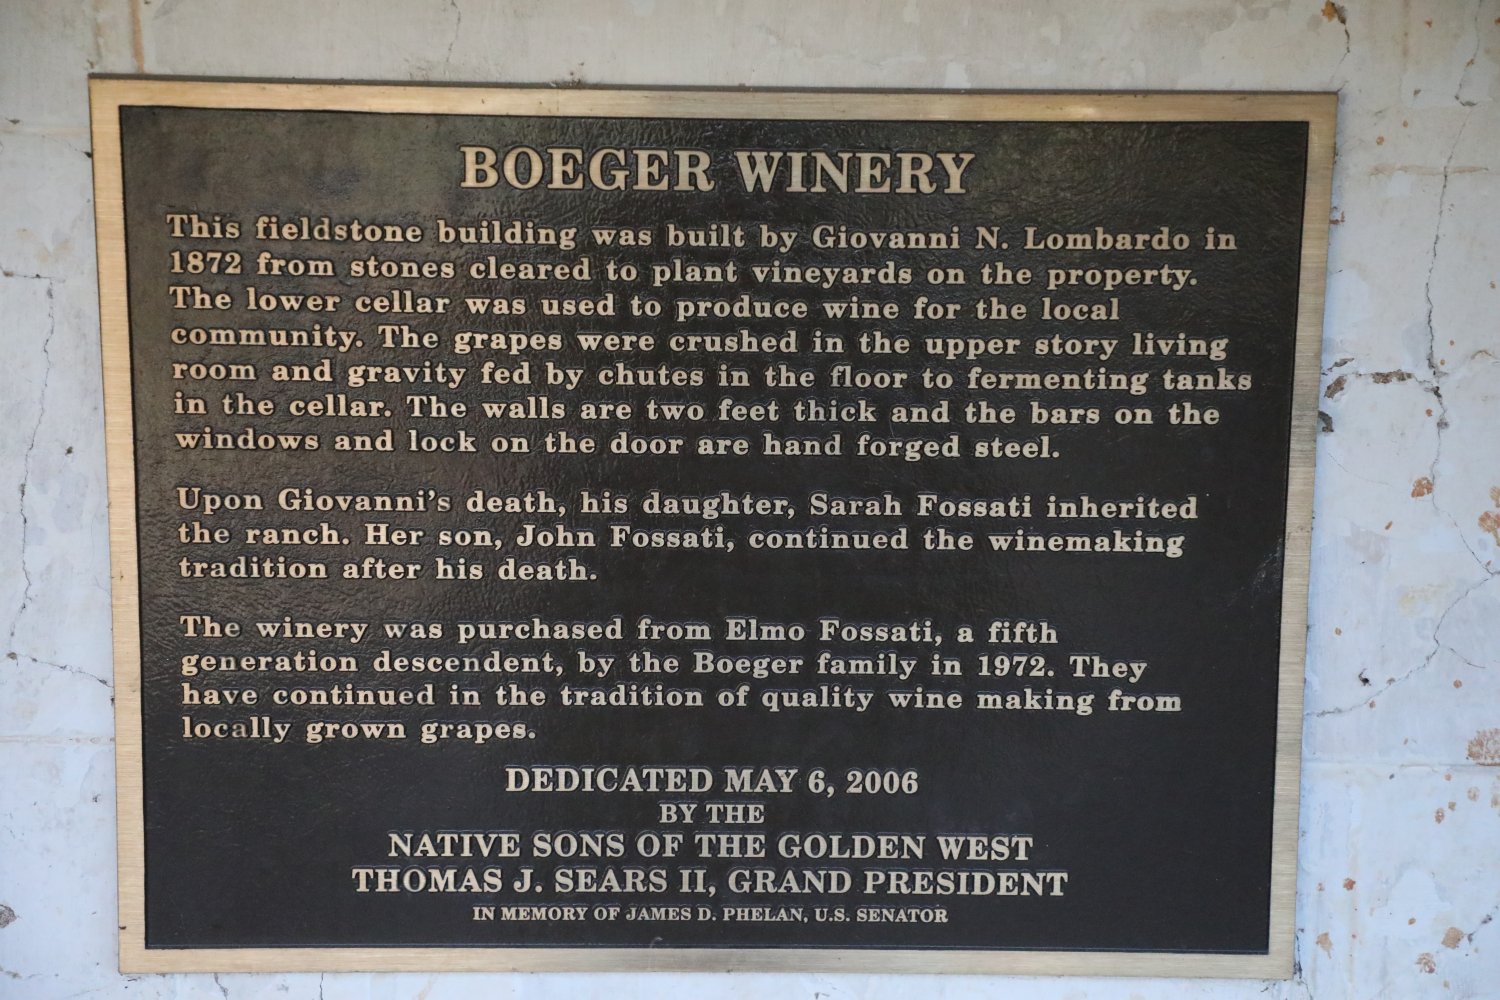 BOEGER WINERY
This fieldstone building was built by Giovanni N. Lombardo in
1872 from stones cleared to plant vineyards on the property.
The lower cellar was used to produce wine for the local
community. The grapes were crushed in the upper story living
room and gravity fed by chutes in the floor to fermenting tanks
in the cellar. The walls are two feet thick and the bars on the
windows and lock on the door are hand forged steel.
Upon Giovanni's death, his daughter, Sarah Fossati inherited
the ranch. Her son, John Fossati, continued the winemaking
tradition after his death.
The winery was purchased from Elmo Fossati, a fifth
generation descendent, by the Boeger family in 1972. They
have continued in the tradition of quality wine making from
locally grown grapes.
DEDICATED MAY 6, 2006
BY THE
NATIVE SONS OF THE GOLDEN WEST
THOMAS J. SEARS II, GRAND PRESIDENT
IN MEMORY OF JAMES D. PHELAN, U.S. SENATOR